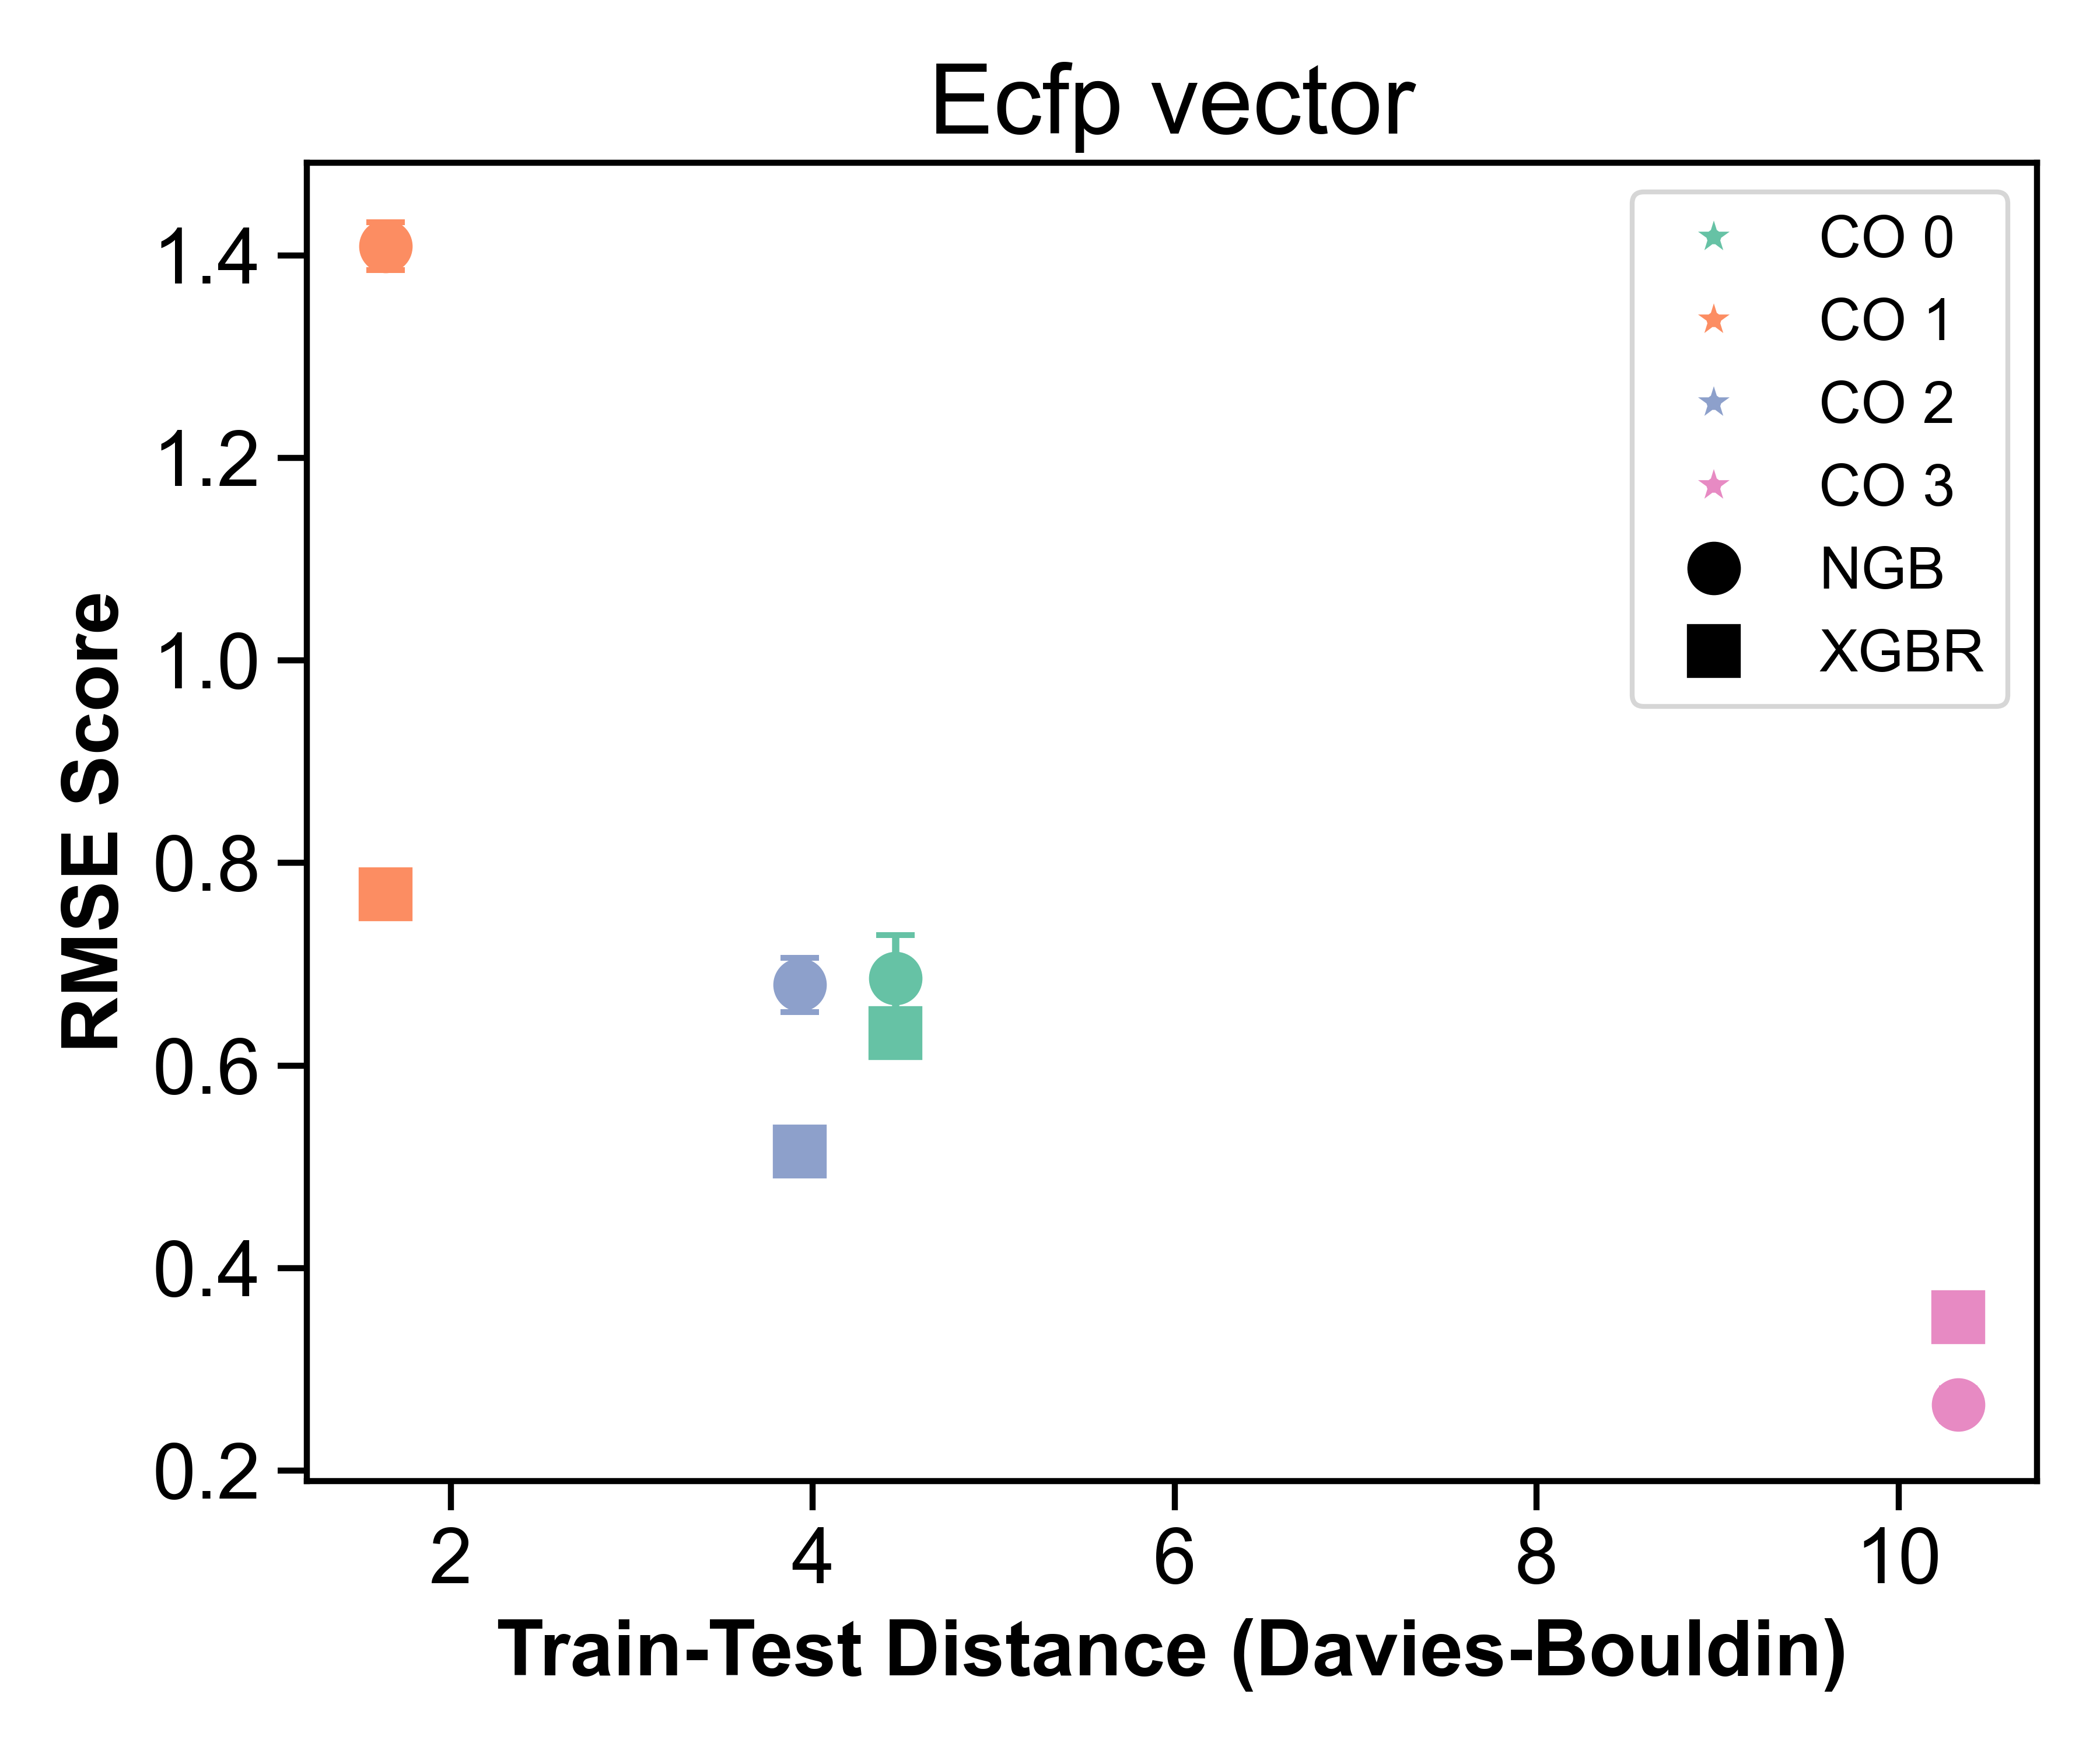 Ecfp vector
CO 0
CO 1
CO 2
CO 3
NGB
XGBR
RMSE Score
1.4
1.2
1.0
0.8
0.6
0.4
0.2
2 4 6 8 10
Train-Test Distance (Davies-Bouldin)